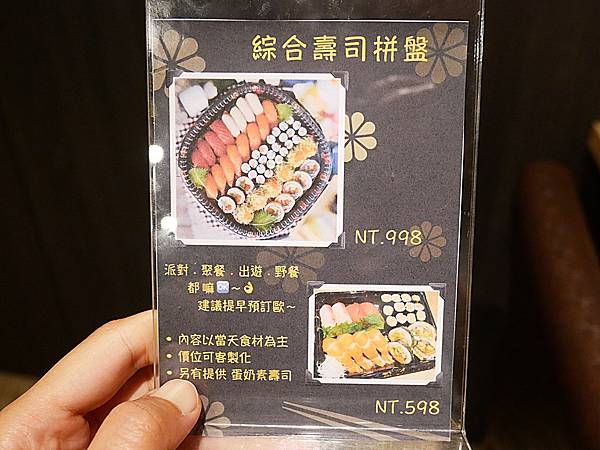 綜合壽司拼盤
NT.998
派對．聚餐．出遊．野餐
都嘛🆗~👌
建議提早預訂歐~
• 內容以當天食材為主
• 價位可客製化
• 另有提供 蛋奶素壽司
NT.598